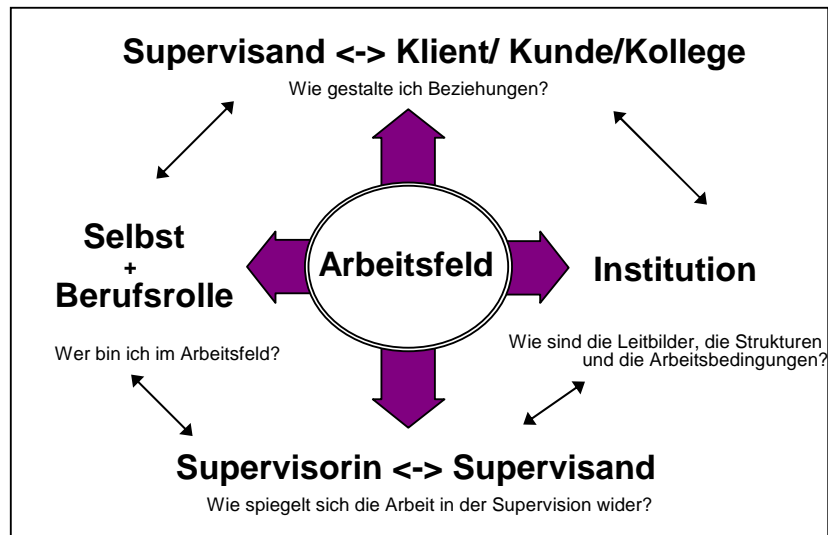 Supervisand <-> Klient/ Kunde/Kollege
Wie gestalte ich Beziehungen?
Selbst
+
Berufsrolle
Wer bin ich im Arbeitsfeld?
Arbeitsfeld
Institution
Wie sind die Leitbilder, die Strukturen
und die Arbeitsbedingungen?
Supervisorin <-> Supervisand
Wie spiegelt sich die Arbeit in der Supervision wider?